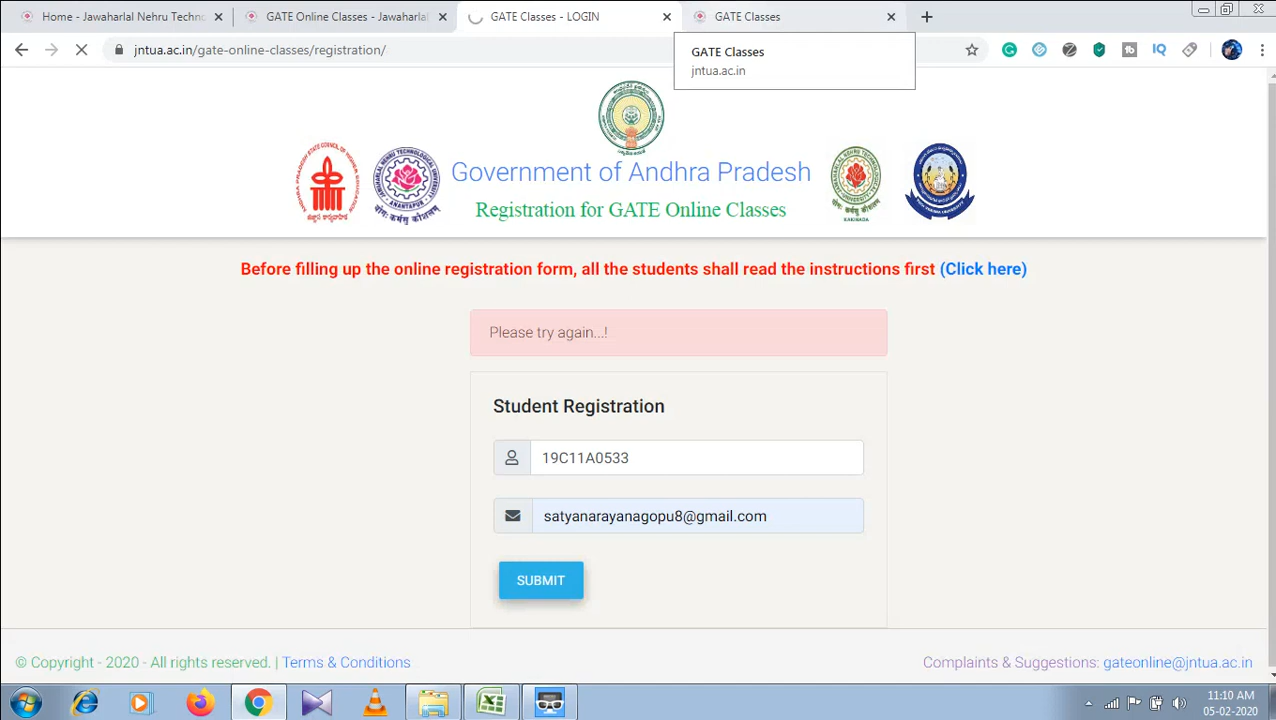 Home - Jawaharlal Nehru Techno
GATE Online Classes - Jawaharlal
GATE Classes - LOGIN
GATE Classes
jntua.ac.in/gate-online-classes/registration/
GATE Classes
jntua.ac.in
Government of Andhra Pradesh
Registration for GATE Online Classes
Before filling up the online registration form, all the students shall read the instructions first (Click here)
Please try again...!
Student Registration
19C11A0533
satyanarayanagopu8@gmail.com
SUBMIT
© Copyright - 2020 - All rights reserved. | Terms & Conditions
Complaints & Suggestions: gateonline@jntua.ac.in
11:10 AM
05-02-2020